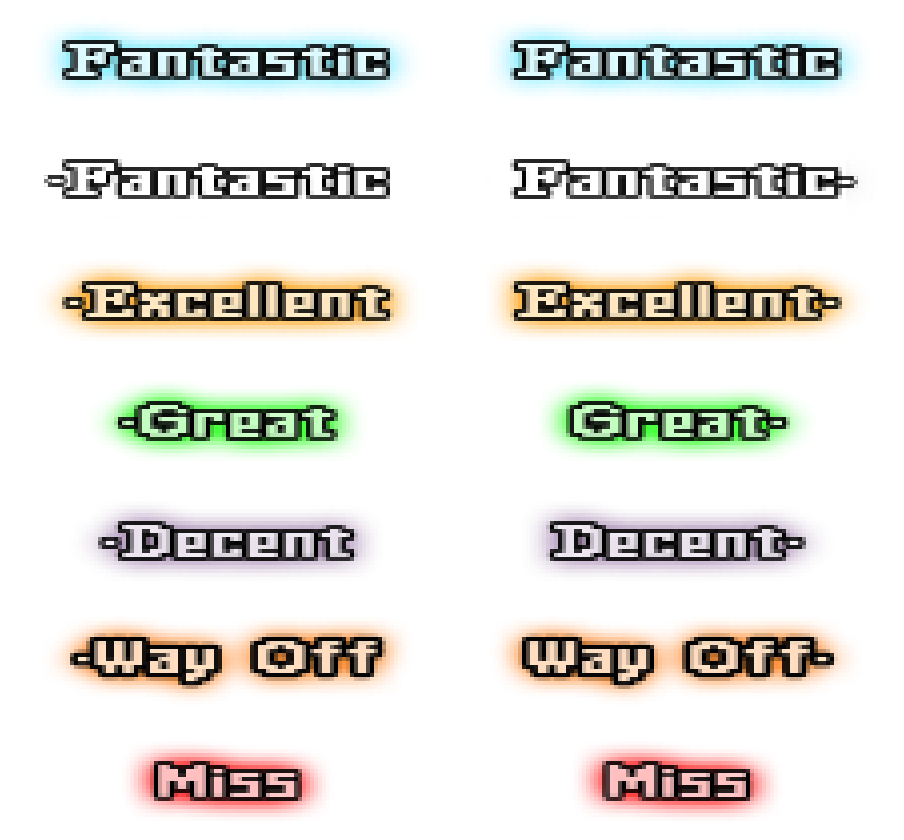 Fantastic Fantastic
-Fantastic Fantastic-
-Excellent Excellent-
-Great Great-
-Decent Decent-
-Way Off Way Off-
Miss Miss